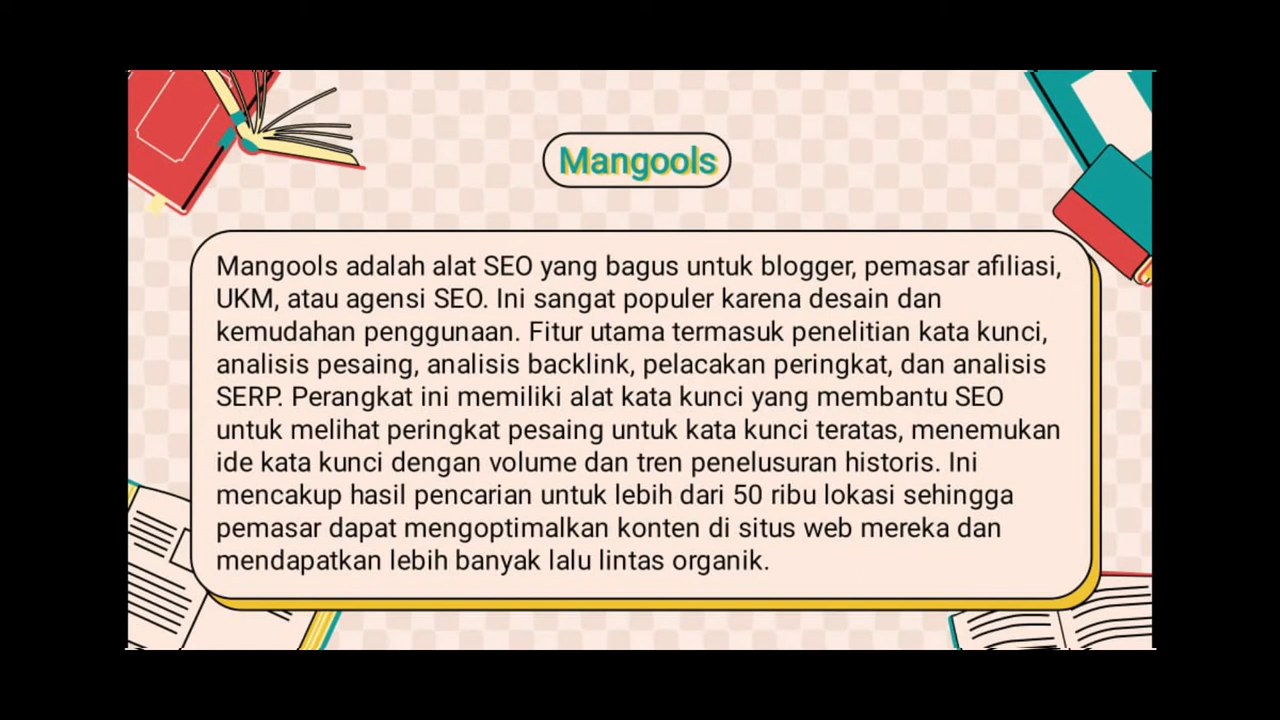 Mangools
Mangools adalah alat SEO yang bagus untuk blogger, pemasar afiliasi,
UKM, atau agensi SEO. Ini sangat populer karena desain dan
kemudahan penggunaan. Fitur utama termasuk penelitian kata kunci,
analisis pesaing, analisis backlink, pelacakan peringkat, dan analisis
SERP. Perangkat ini memiliki alat kata kunci yang membantu SEO
untuk melihat peringkat pesaing untuk kata kunci teratas, menemukan
ide kata kunci dengan volume dan tren penelusuran historis. Ini
mencakup hasil pencarian untuk lebih dari 50 ribu lokasi sehingga
pemasar dapat mengoptimalkan konten di situs web mereka dan
mendapatkan lebih banyak lalu lintas organik.